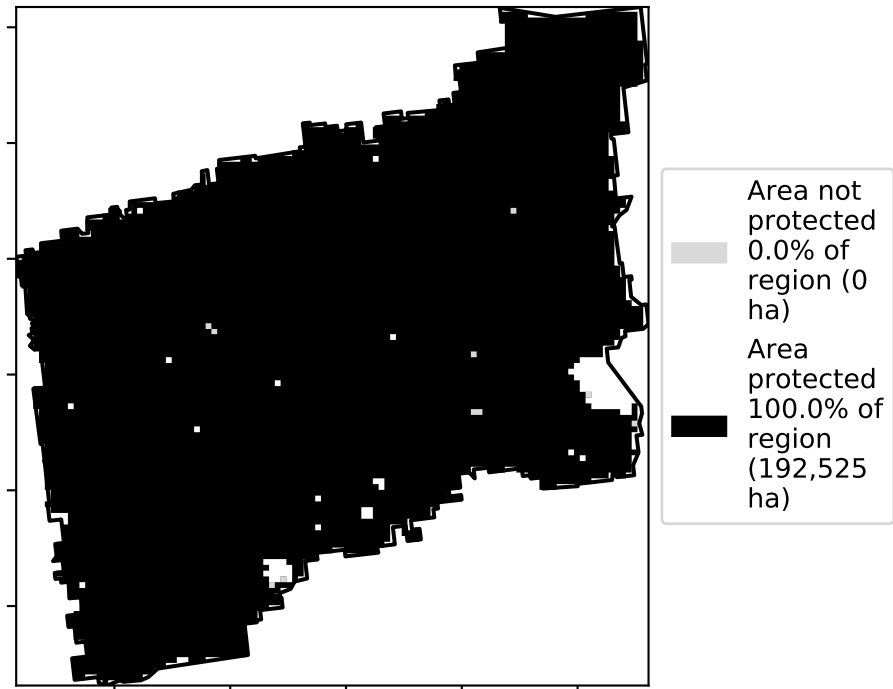 Area not
protected
0.0% of
region (0
ha)
Area
protected
100.0% of
region
(192,525
ha)